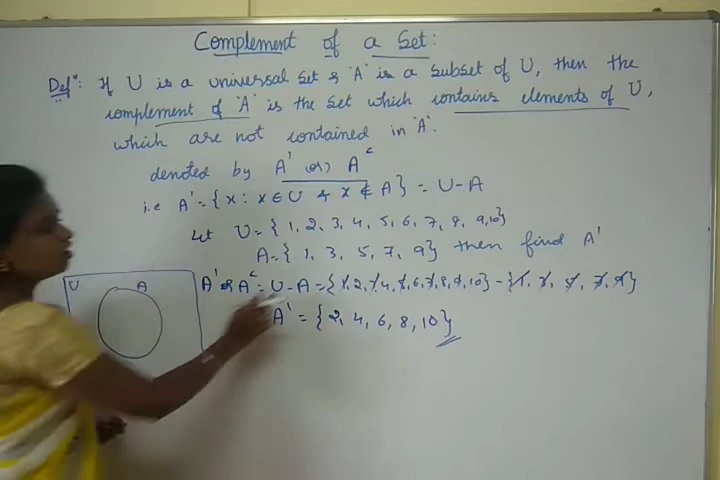 Complement of a Set:
Defⁿ: If U is a universal set & 'A' is a subset of U, then the
complement of 'A' is the set which contains elements of U,
which are not contained in 'A'.
denoted by A' (or) Aᶜ
i.e A' = {x : x ∈ U & x ∉ A} = U - A
let U = {1, 2, 3, 4, 5, 6, 7, 8, 9, 10}
A = {1, 3, 5, 7, 9} then find A'
A' or Aᶜ = U - A = {1, 2, 3, 4, 5, 6, 7, 8, 9, 10} - {1, 3, 5, 7, 9}
U A
A' = {2, 4, 6, 8, 10}